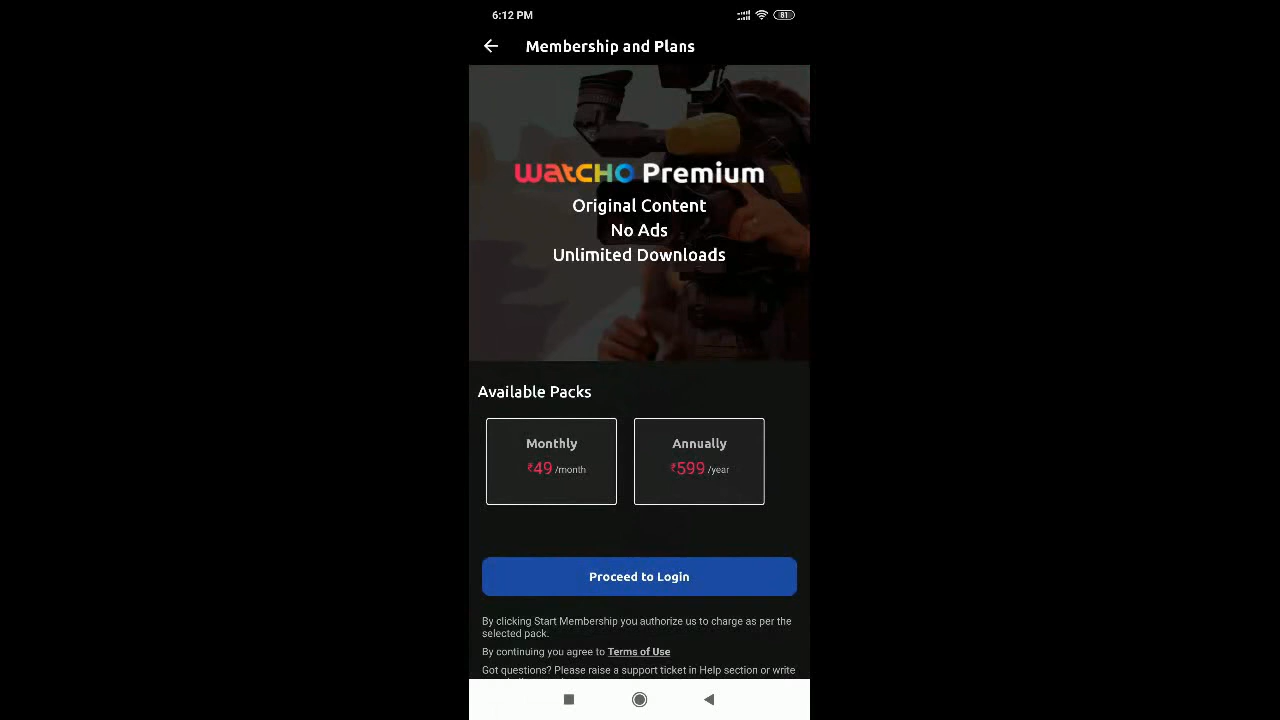 6:12 PM
81
Membership and Plans
WATCHO Premium
Original Content
No Ads
Unlimited Downloads
Available Packs
Monthly
₹49 /month
Annually
₹599 /year
Proceed to Login
By clicking Start Membership you authorize us to charge as per the
selected pack.
By continuing you agree to Terms of Use
Got questions? Please raise a support ticket in Help section or write